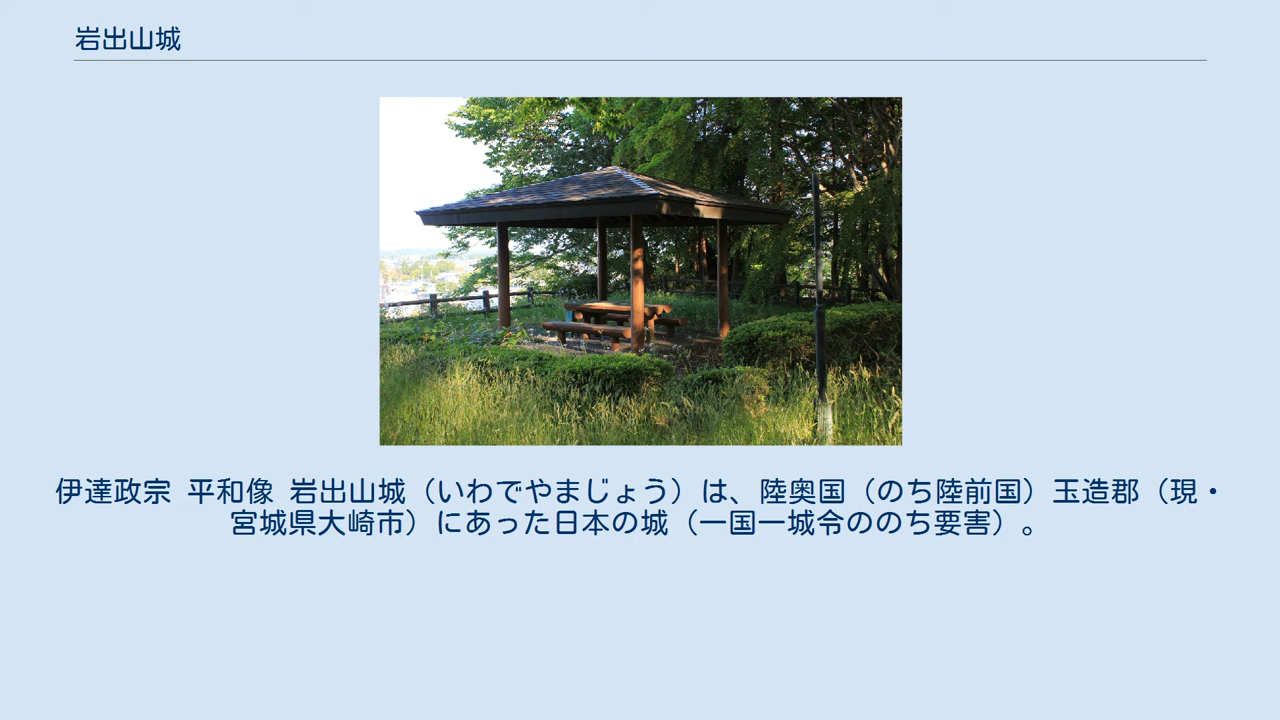 岩出山城
伊達政宗 平和像 岩出山城（いわでやまじょう）は、陸奥国（のち陸前国）玉造郡（現・
宮城県大崎市）にあった日本の城（一国一城令ののち要害）。